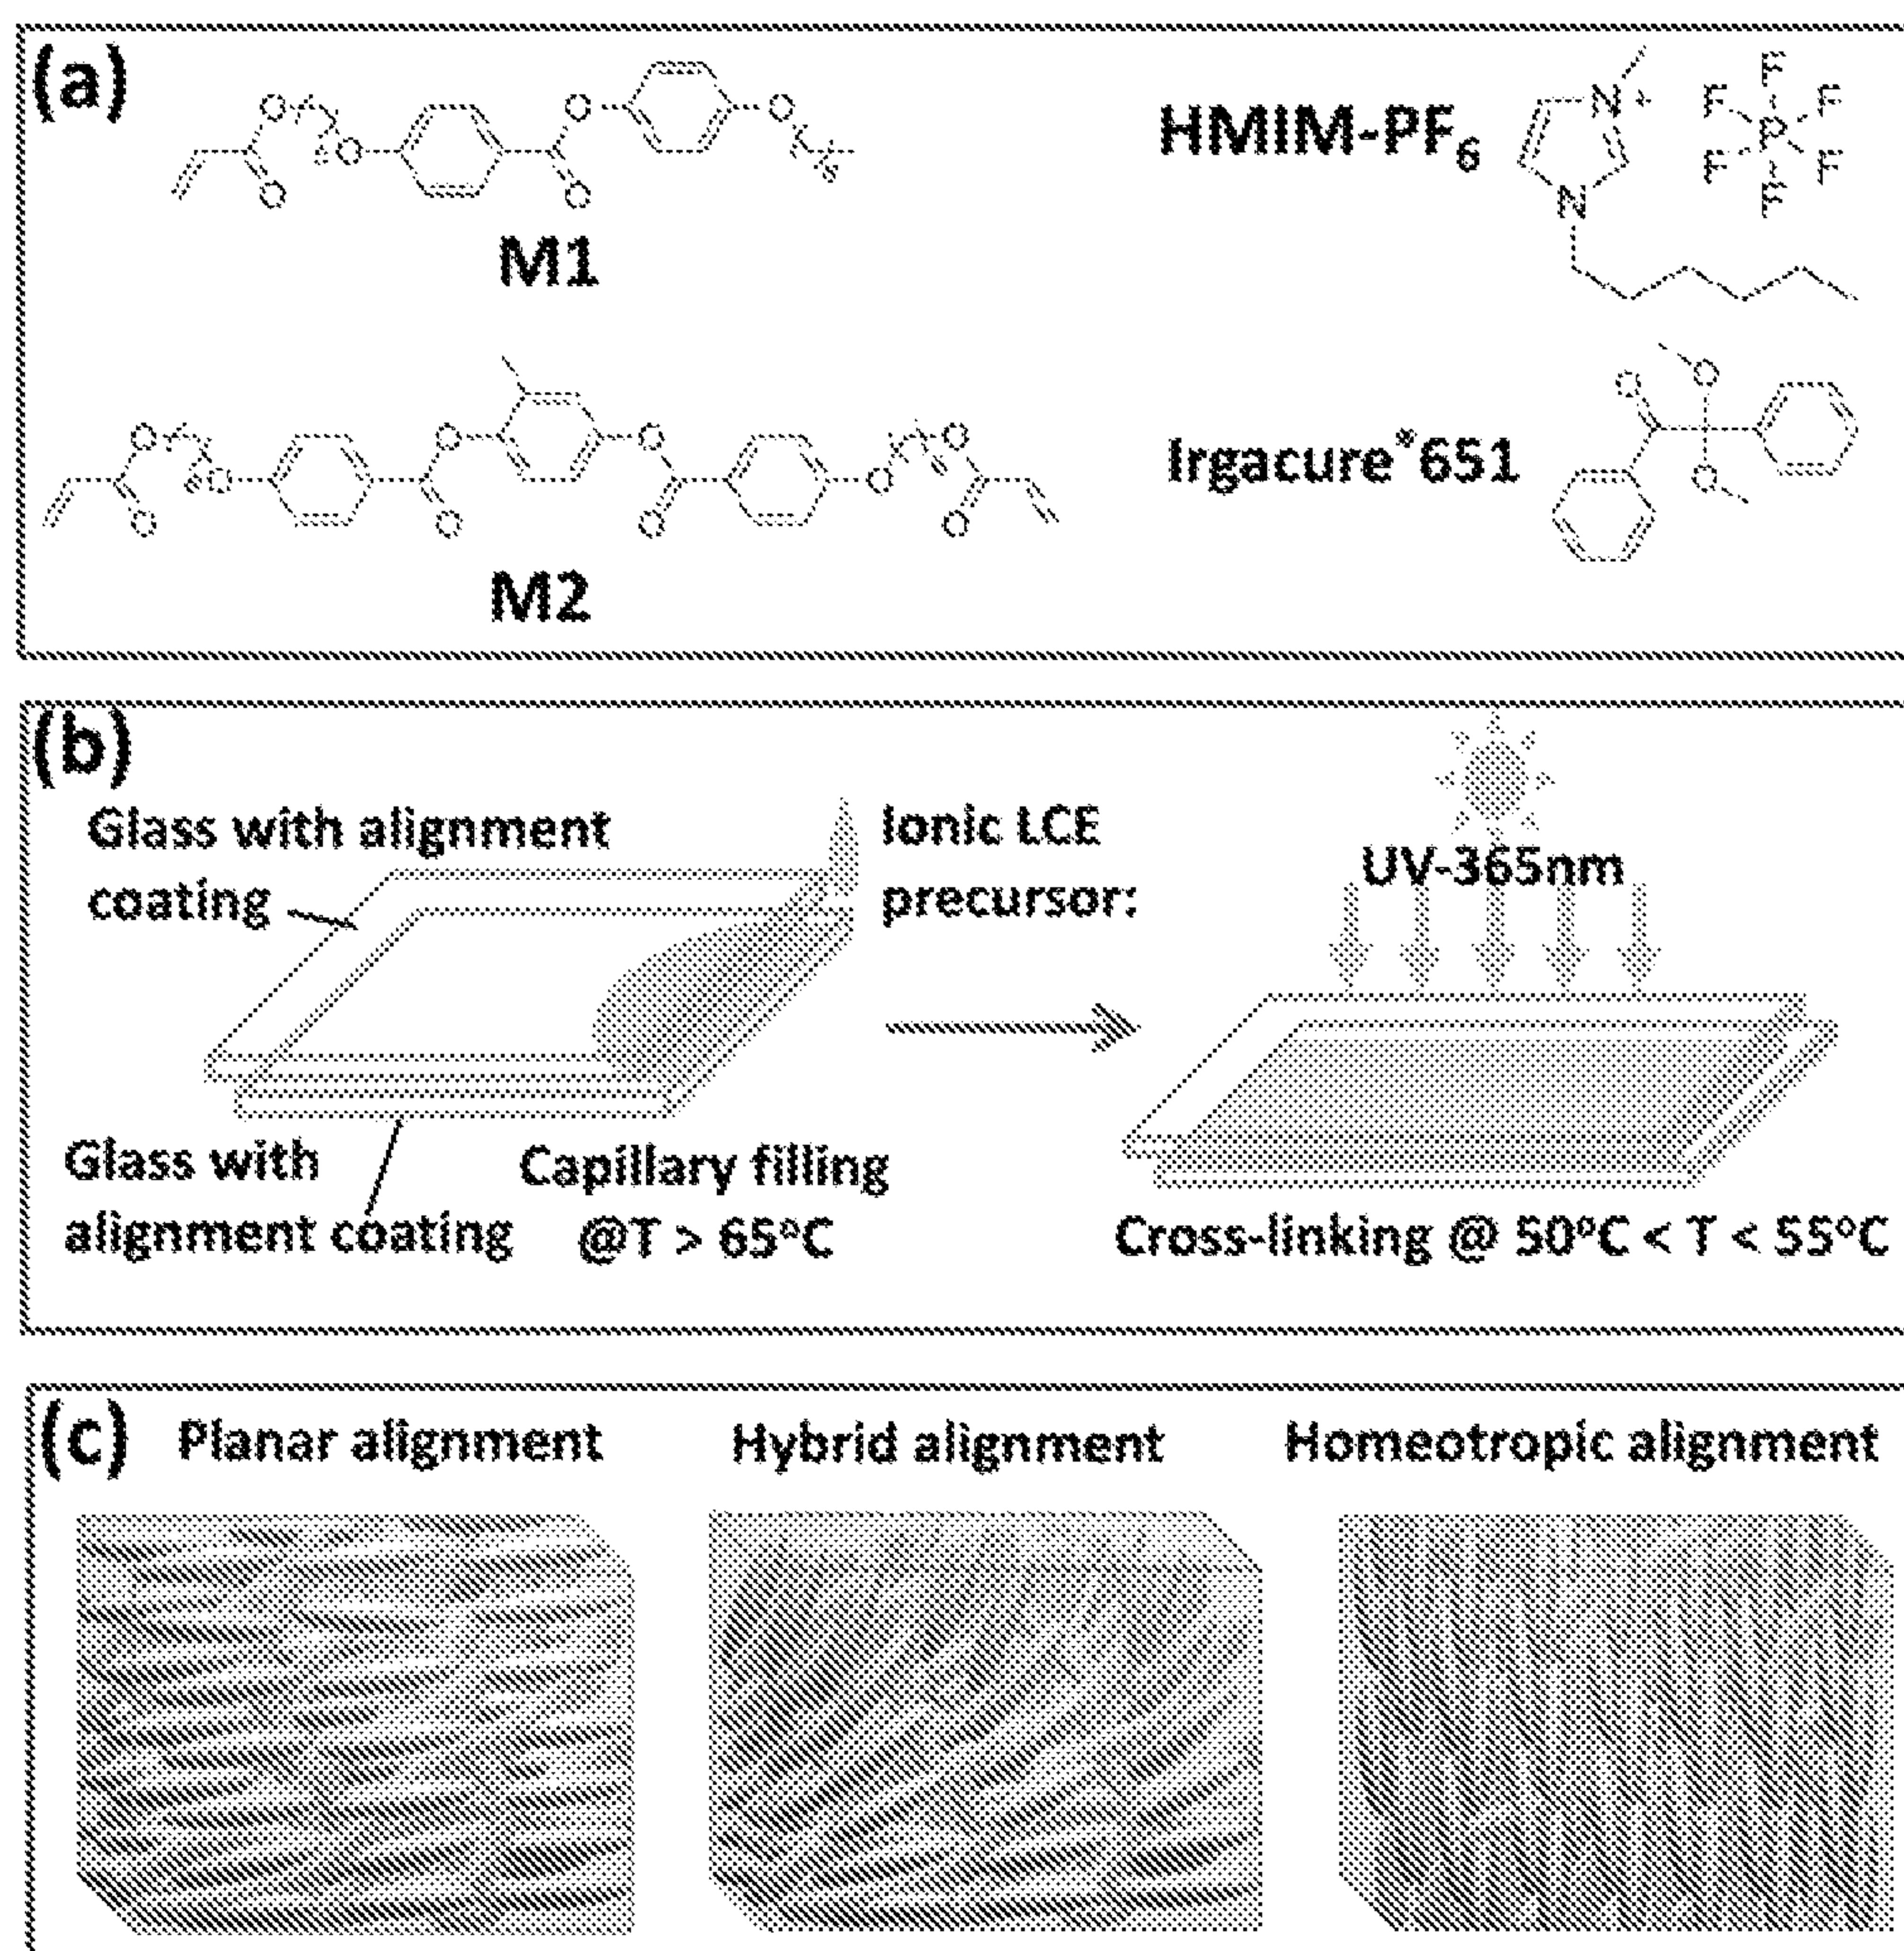 (a)
M1
HMIM-PF6
M2
Irgacure®651
(b)
Glass with alignment
coating
Ionic LCE
precursor:
UV-365nm
Glass with
alignment coating
Capillary filling
@T > 65°C
Cross-linking @ 50°C < T < 55°C
(c)
Planar alignment
Hybrid alignment
Homeotropic alignment